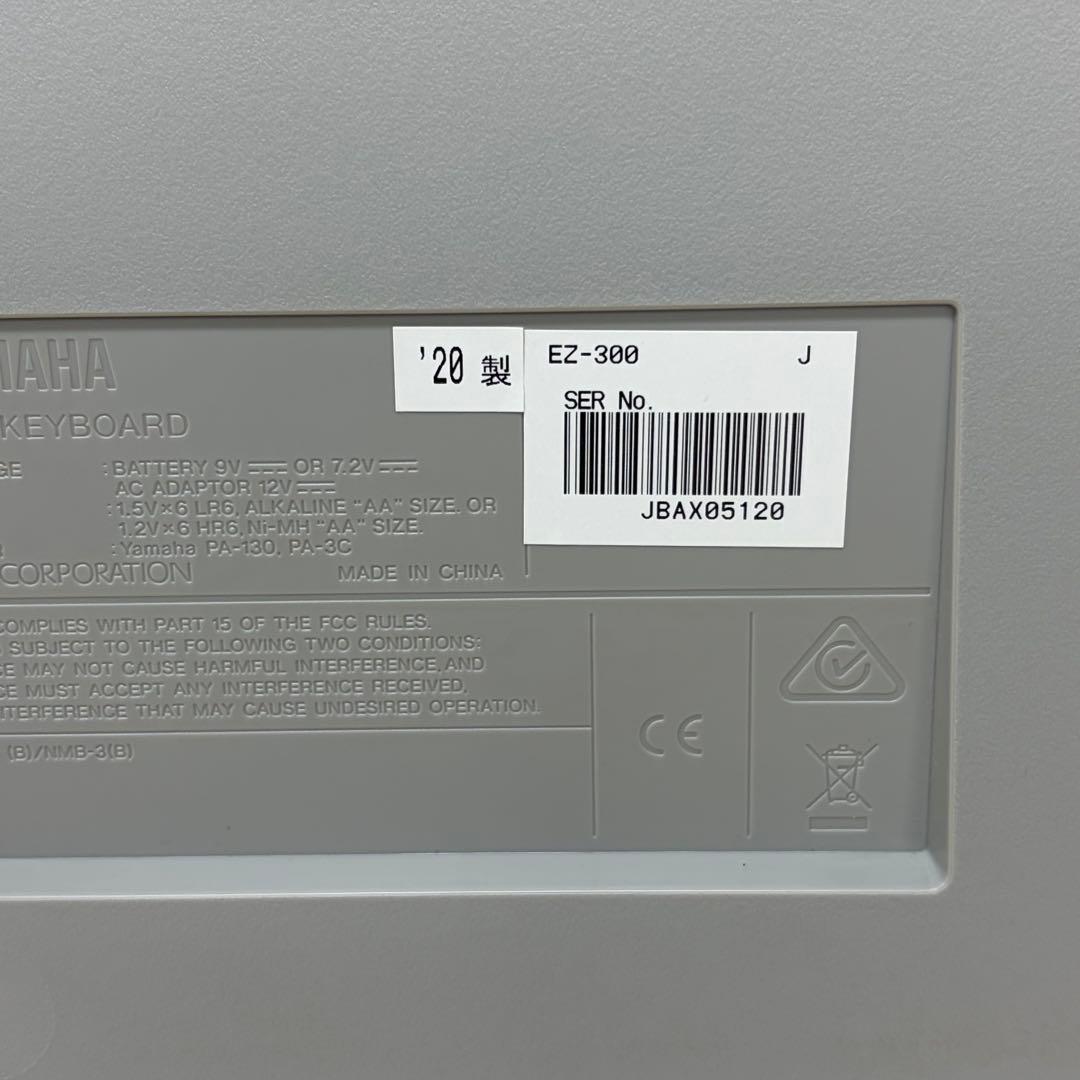 '20 製
EZ-300 J
SER No.
JBAX05120
MAHA
KEYBOARD
GE :BATTERY 9V OR 7.2V
AC ADAPTOR 12V
:1.5V×6 LR6, ALKALINE “AA” SIZE. OR
1.2V×6 HR6, Ni-MH “AA” SIZE.
R :Yamaha PA-130, PA-3C
CORPORATION MADE IN CHINA
COMPLIES WITH PART 15 OF THE FCC RULES.
S SUBJECT TO THE FOLLOWING TWO CONDITIONS:
CE MAY NOT CAUSE HARMFUL INTERFERENCE, AND
CE MUST ACCEPT ANY INTERFERENCE RECEIVED,
NTERFERENCE THAT MAY CAUSE UNDESIRED OPERATION.
(B)/NMB-3(B)
CE